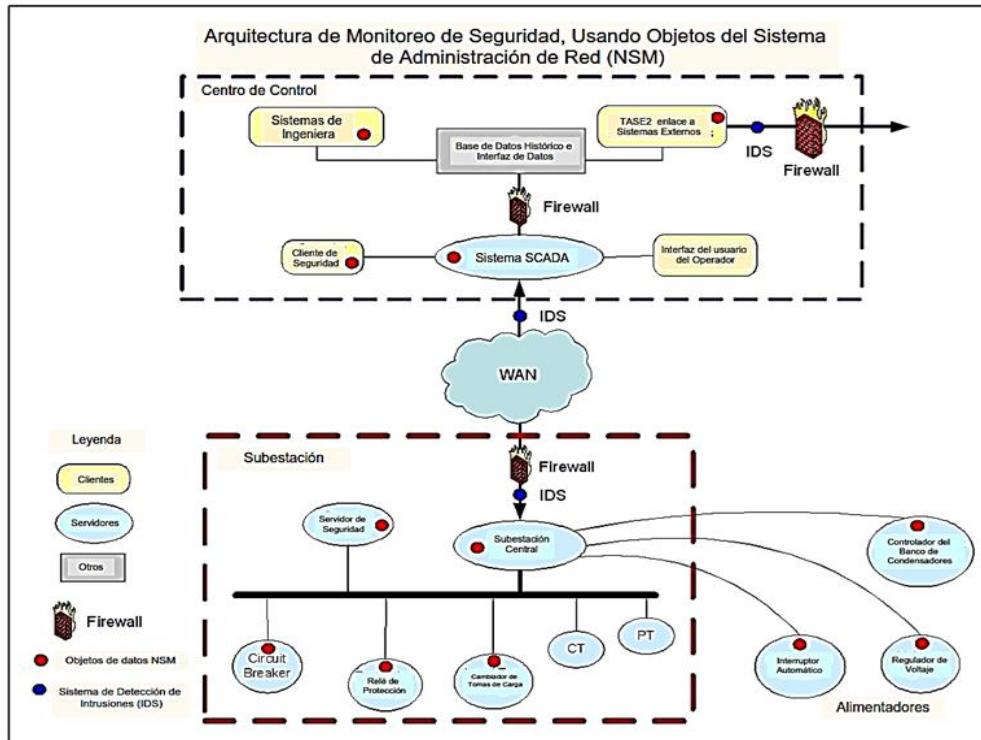 Arquitectura de Monitoreo de Seguridad, Usando Objetos del Sistema
de Administración de Red (NSM)
Centro de Control
Sistemas de
Ingeniera
TASE2 enlace a
Sistemas Externos
;
IDS
Firewall
Base de Datos Histórico e
Interfaz de Datos
Firewall
Cliente de
Seguridad
Sistema SCADA
Interfaz del usuario
del Operador
IDS
WAN
Subestación
Firewall
IDS
Servidor de
Seguridad
Subestación
Central
Controlador del
Banco de
Condensadores
Circuit
Breaker
Relé de
Protección
Cambiador de
Tomas de Carga
CT
PT
Interruptor
Automático
Regulador de
Voltaje
Alimentadores
Leyenda
Clientes
Servidores
Otros
Firewall
Objetos de datos NSM
Sistema de Detección de
Intrusiones (IDS)